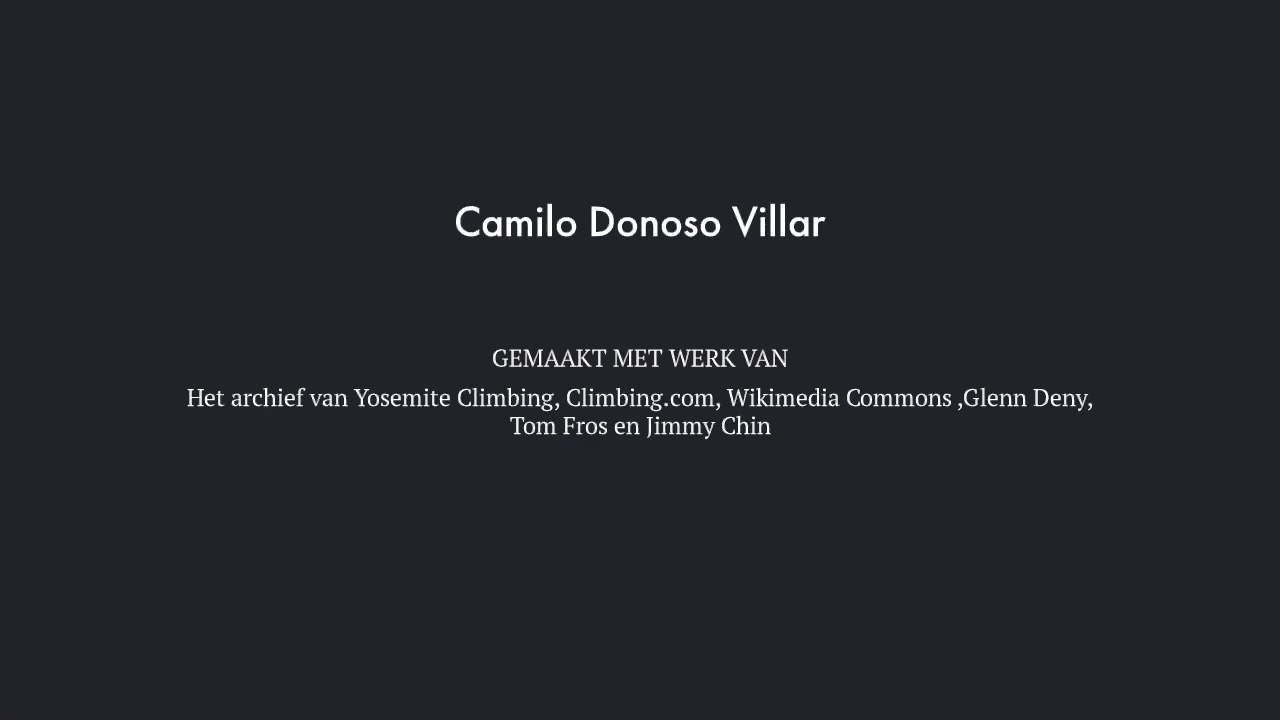 Camilo Donoso Villar
GEMAAKT MET WERK VAN
Het archief van Yosemite Climbing, Climbing.com, Wikimedia Commons ,Glenn Deny,
Tom Fros en Jimmy Chin